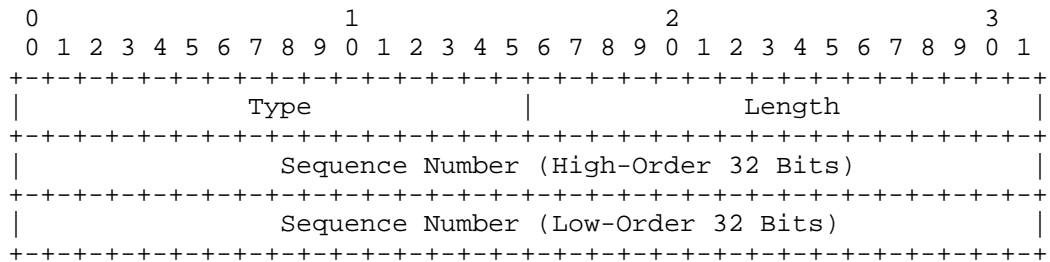 0                   1                   2                   3
 0 1 2 3 4 5 6 7 8 9 0 1 2 3 4 5 6 7 8 9 0 1 2 3 4 5 6 7 8 9 0 1
+-+-+-+-+-+-+-+-+-+-+-+-+-+-+-+-+-+-+-+-+-+-+-+-+-+-+-+-+-+-+-+-+
|              Type             |             Length            |
+-+-+-+-+-+-+-+-+-+-+-+-+-+-+-+-+-+-+-+-+-+-+-+-+-+-+-+-+-+-+-+-+
|                Sequence Number (High-Order 32 Bits)           |
+-+-+-+-+-+-+-+-+-+-+-+-+-+-+-+-+-+-+-+-+-+-+-+-+-+-+-+-+-+-+-+-+
|                Sequence Number (Low-Order 32 Bits)            |
+-+-+-+-+-+-+-+-+-+-+-+-+-+-+-+-+-+-+-+-+-+-+-+-+-+-+-+-+-+-+-+-+